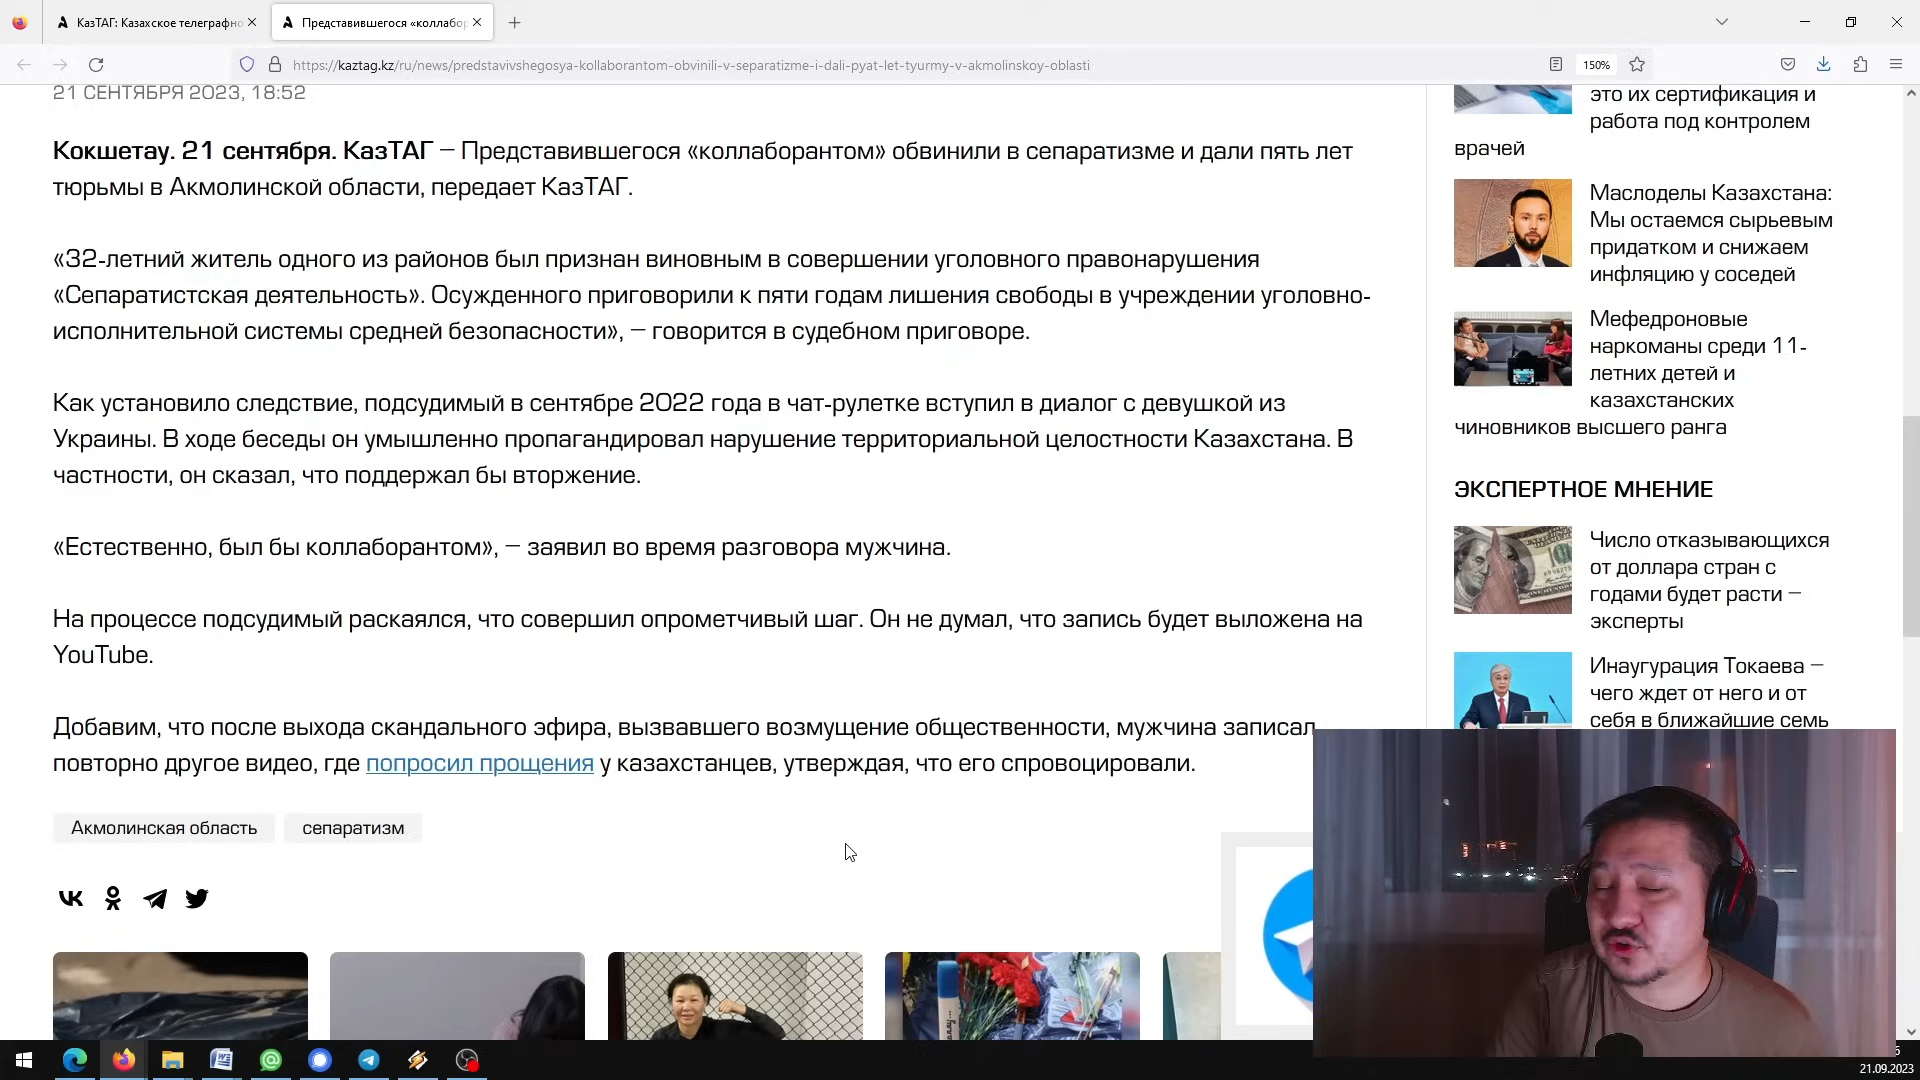 КазТАГ: Казахское телеграфно
Представившегося «коллабор
https://kaztag.kz/ru/news/predstavivshegosya-kollaborantom-obvinili-v-separatizme-i-dali-pyat-let-tyurmy-v-akmolinskoy-oblasti
150%
21 СЕНТЯБРЯ 2023, 18:52
Кокшетау. 21 сентября. КазТАГ – Представившегося «коллаборантом» обвинили в сепаратизме и дали пять лет
тюрьмы в Акмолинской области, передает КазТАГ.
«32-летний житель одного из районов был признан виновным в совершении уголовного правонарушения
«Сепаратистская деятельность». Осужденного приговорили к пяти годам лишения свободы в учреждении уголовно-
исполнительной системы средней безопасности», – говорится в судебном приговоре.
Как установило следствие, подсудимый в сентябре 2022 года в чат-рулетке вступил в диалог с девушкой из
Украины. В ходе беседы он умышленно пропагандировал нарушение территориальной целостности Казахстана. В
частности, он сказал, что поддержал бы вторжение.
«Естественно, был бы коллаборантом», – заявил во время разговора мужчина.
На процессе подсудимый раскаялся, что совершил опрометчивый шаг. Он не думал, что запись будет выложена на
YouTube.
Добавим, что после выхода скандального эфира, вызвавшего возмущение общественности, мужчина записал
повторно другое видео, где попросил прощения у казахстанцев, утверждая, что его спровоцировали.
Акмолинская область
сепаратизм
это их сертификация и
работа под контролем
врачей
Маслоделы Казахстана:
Мы остаемся сырьевым
придатком и снижаем
инфляцию у соседей
Мефедроновые
наркоманы среди 11-
летних детей и
казахстанских
чиновников высшего ранга
ЭКСПЕРТНОЕ МНЕНИЕ
Число отказывающихся
от доллара стран с
годами будет расти –
эксперты
Инаугурация Токаева –
чего ждет от него и от
себя в ближайшие семь
21.09.2023